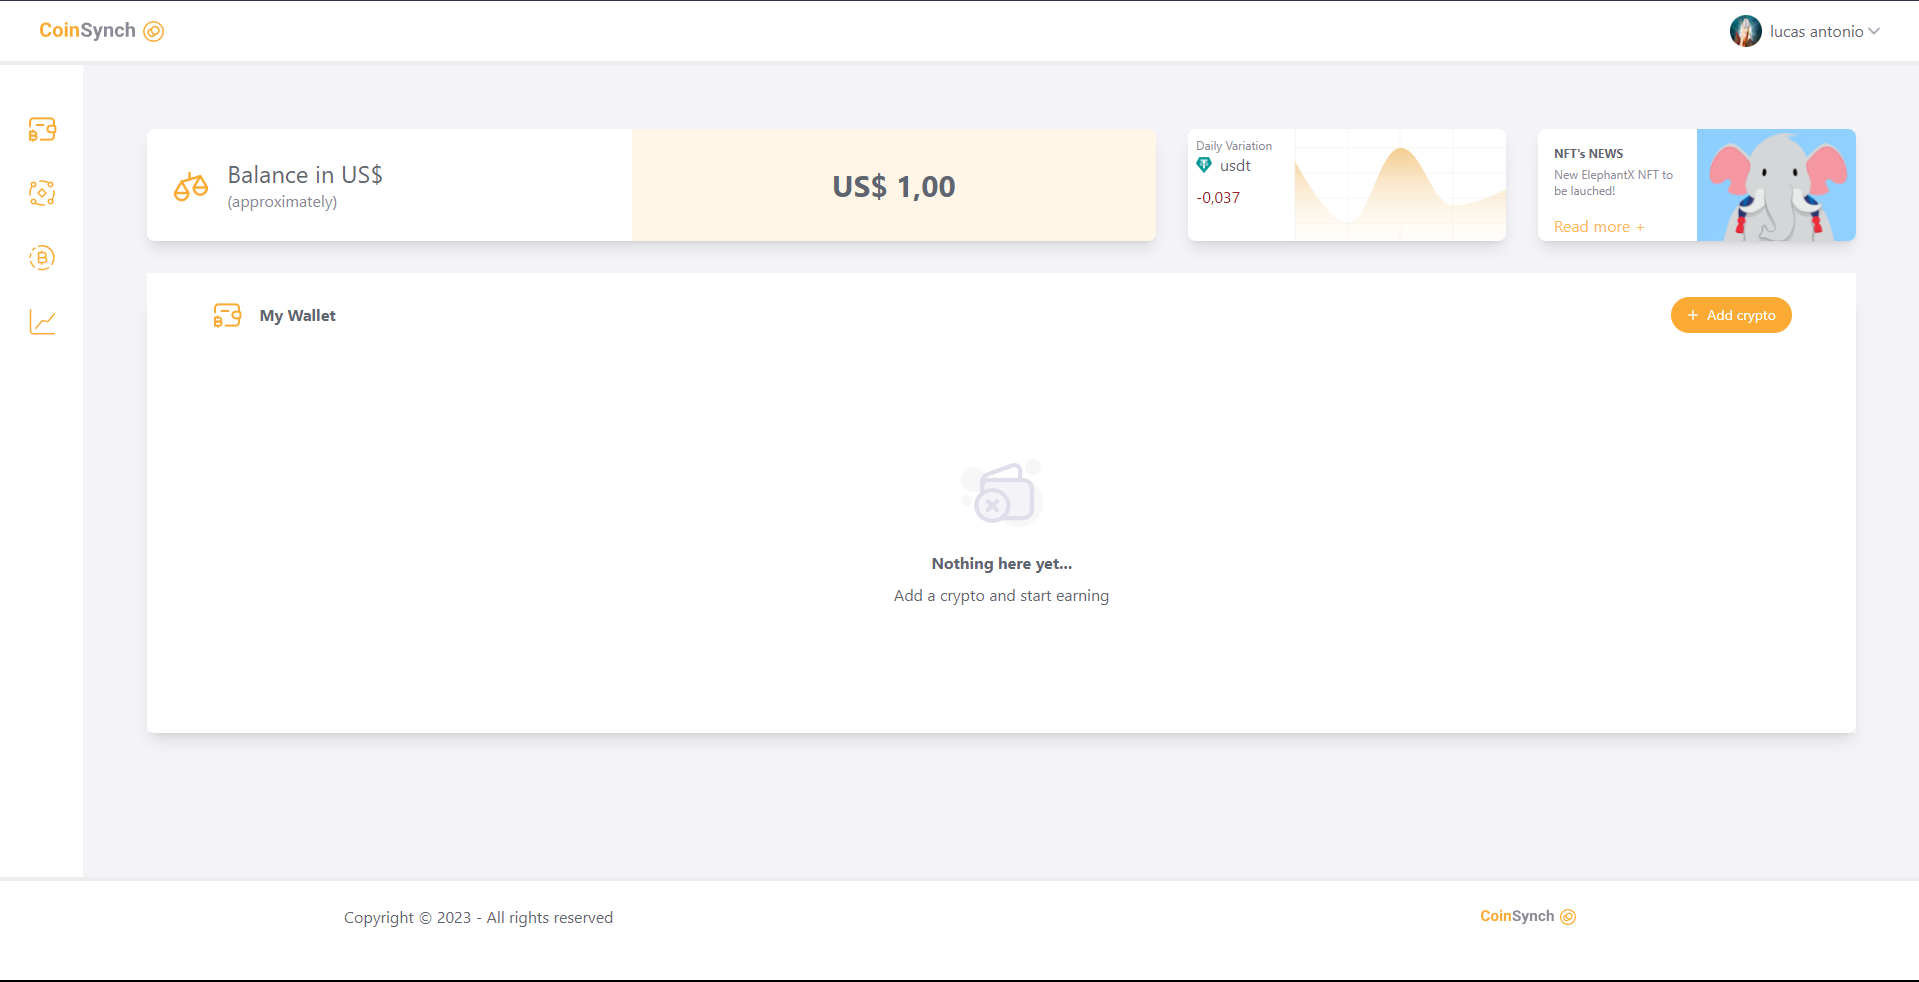 CoinSynch
lucas antonio
Balance in US$
(approximately)
US$ 1,00
Daily Variation
usdt
-0,037
NFT's NEWS
New ElephantX NFT to
be lauched!
Read more +
My Wallet
+ Add crypto
Nothing here yet...
Add a crypto and start earning
Copyright © 2023 - All rights reserved
CoinSynch